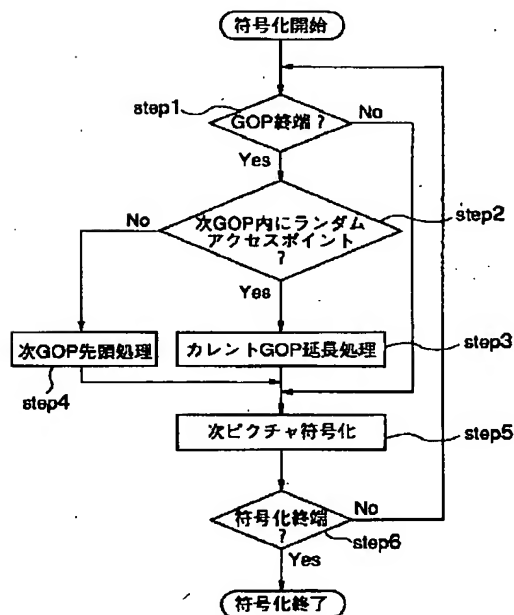 符号化開始
step1
GOP終端?
No
Yes
次GOP内にランダム
アクセスポイント
?
step2
No
Yes
次GOP先頭処理
カレントGOP延長処理
step3
step4
次ピクチャ符号化
step5
符号化終端
?
No
step6
Yes
符号化終了